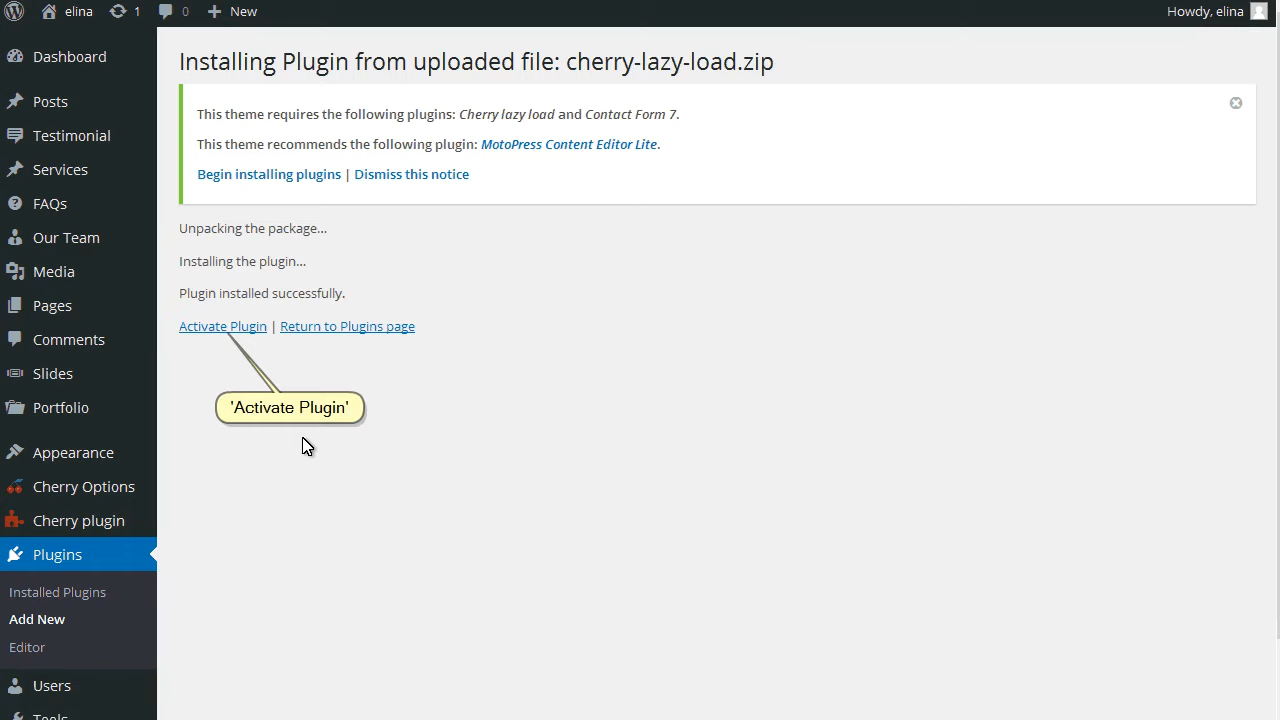 elina 1 0 New Howdy, elina
Dashboard
Posts
Testimonial
Services
FAQs
Our Team
Media
Pages
Comments
Slides
Portfolio
Appearance
Cherry Options
Cherry plugin
Plugins
Installed Plugins
Add New
Editor
Users
Tools
Installing Plugin from uploaded file: cherry-lazy-load.zip
This theme requires the following plugins: Cherry lazy load and Contact Form 7.
This theme recommends the following plugin: MotoPress Content Editor Lite.
Begin installing plugins | Dismiss this notice
Unpacking the package…
Installing the plugin…
Plugin installed successfully.
Activate Plugin | Return to Plugins page
'Activate Plugin'